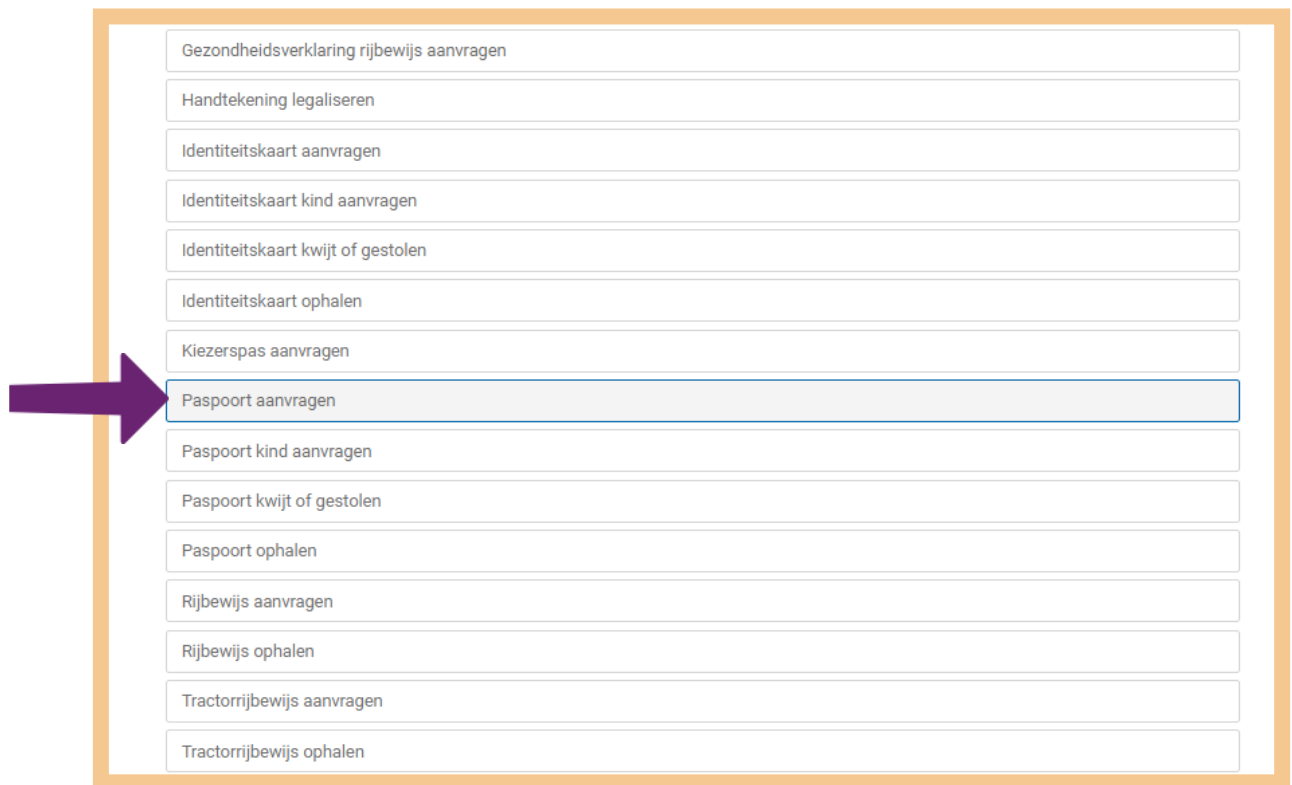 Gezondheidsverklaring rijbewijs aanvragen
Handtekening legaliseren
Identiteitskaart aanvragen
Identiteitskaart kind aanvragen
Identiteitskaart kwijt of gestolen
Identiteitskaart ophalen
Kiezerspas aanvragen
Paspoort aanvragen
Paspoort kind aanvragen
Paspoort kwijt of gestolen
Paspoort ophalen
Rijbewijs aanvragen
Rijbewijs ophalen
Tractorrijbewijs aanvragen
Tractorrijbewijs ophalen